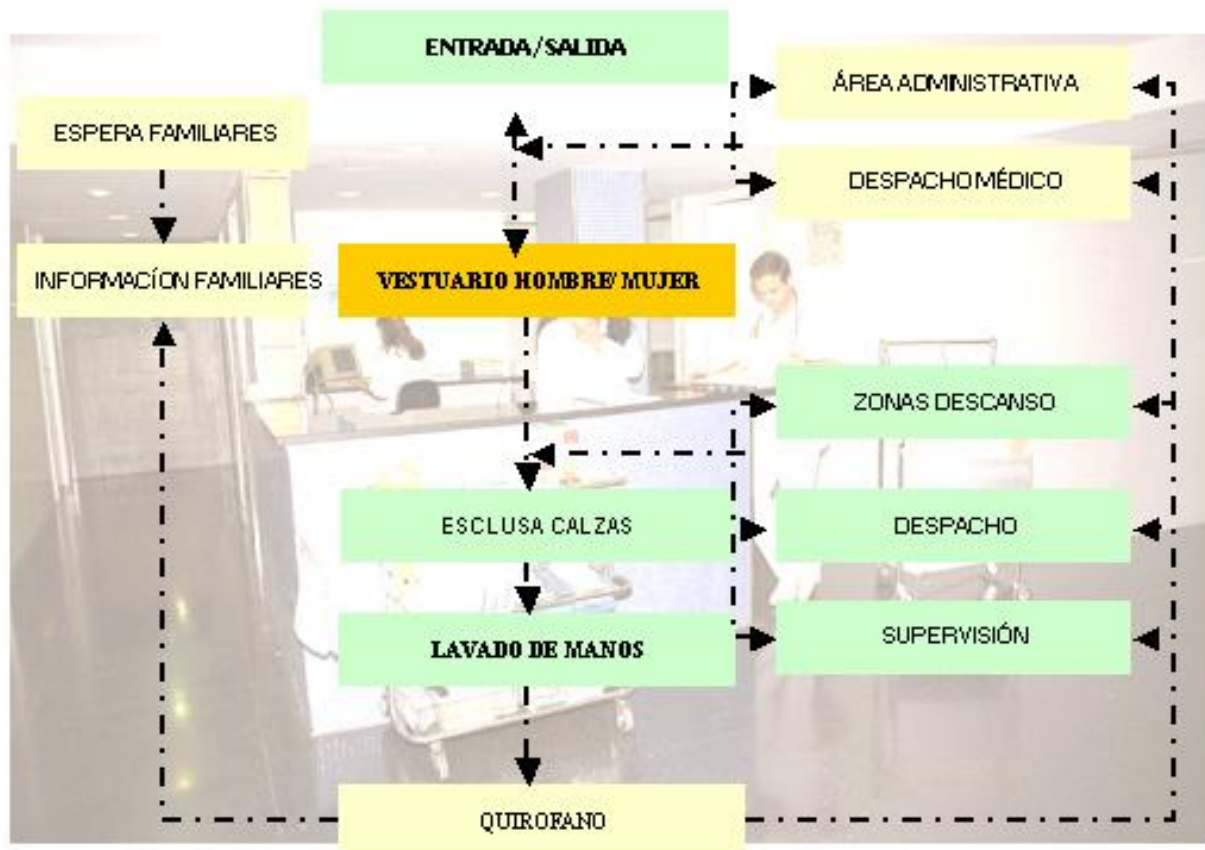 ENTRADA/SALIDA
ÁREA ADMINISTRATIVA
ESPERA FAMILIARES
DESPACHO MÉDICO
INFORMACÍON FAMILIARES
VESTUARIO HOMBRE/ MUJER
ZONAS DESCANSO
ESCLUSA CALZAS
DESPACHO
LAVADO DE MANOS
SUPERVISIÓN
QUIROFANO